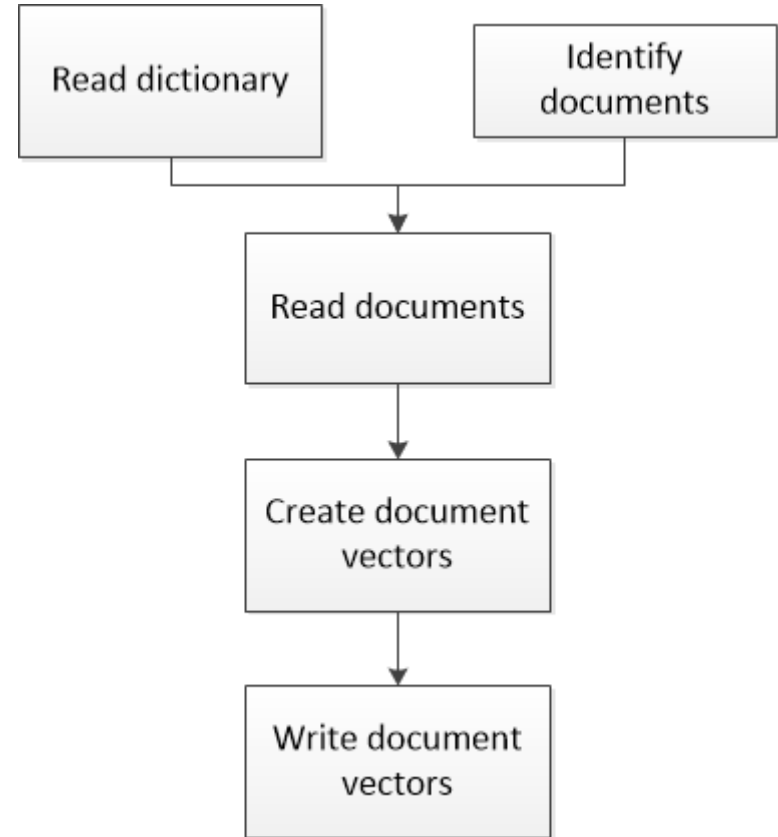 Read dictionary
Identify
documents
Read documents
Create document
vectors
Write document
vectors